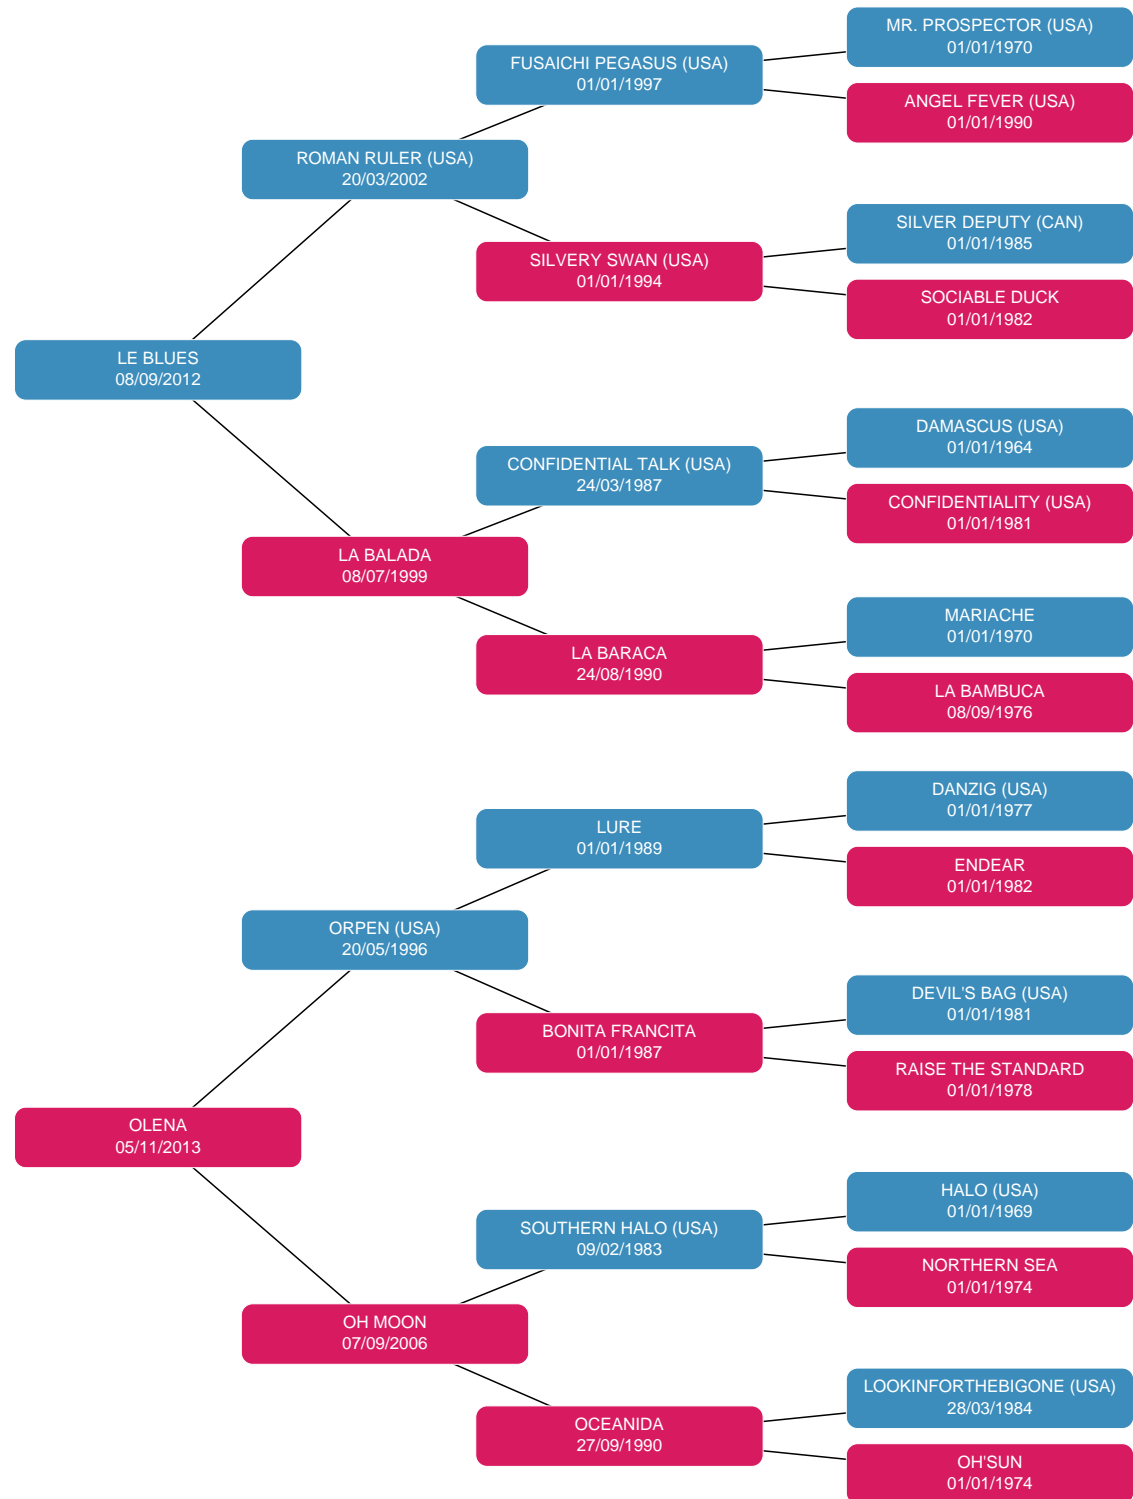 MR. PROSPECTOR (USA)
01/01/1970
FUSAICHI PEGASUS (USA)
01/01/1997
ANGEL FEVER (USA)
01/01/1990
ROMAN RULER (USA)
20/03/2002
SILVER DEPUTY (CAN)
01/01/1985
SILVERY SWAN (USA)
01/01/1994
SOCIABLE DUCK
01/01/1982
LE BLUES
08/09/2012
DAMASCUS (USA)
01/01/1964
CONFIDENTIAL TALK (USA)
24/03/1987
CONFIDENTIALITY (USA)
01/01/1981
LA BALADA
08/07/1999
MARIACHE
01/01/1970
LA BARACA
24/08/1990
LA BAMBUCA
08/09/1976
DANZIG (USA)
01/01/1977
LURE
01/01/1989
ENDEAR
01/01/1982
ORPEN (USA)
20/05/1996
DEVIL'S BAG (USA)
01/01/1981
BONITA FRANCITA
01/01/1987
RAISE THE STANDARD
01/01/1978
OLENA
05/11/2013
HALO (USA)
01/01/1969
SOUTHERN HALO (USA)
09/02/1983
NORTHERN SEA
01/01/1974
OH MOON
07/09/2006
LOOKINFORTHEBIGONE (USA)
28/03/1984
OCEANIDA
27/09/1990
OH'SUN
01/01/1974